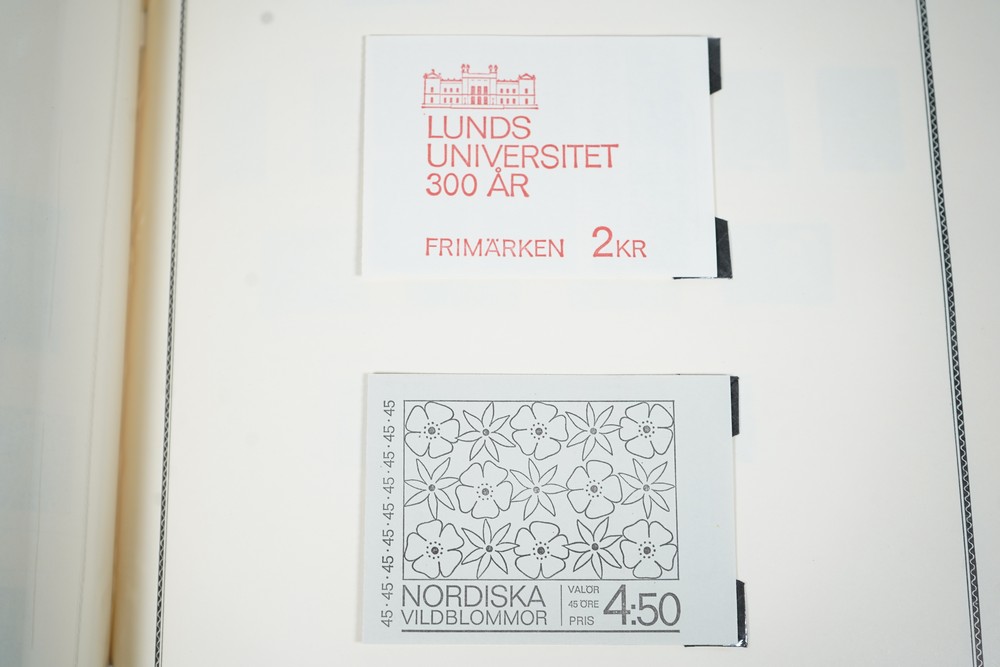 LUNDS
UNIVERSITET
300 ÅR
FRIMÄRKEN 2KR
45·45·45·45·45·45·45·45·45·45
NORDISKA
VILDBLOMMOR
VALÖR
45 ÖRE
PRIS
4:50